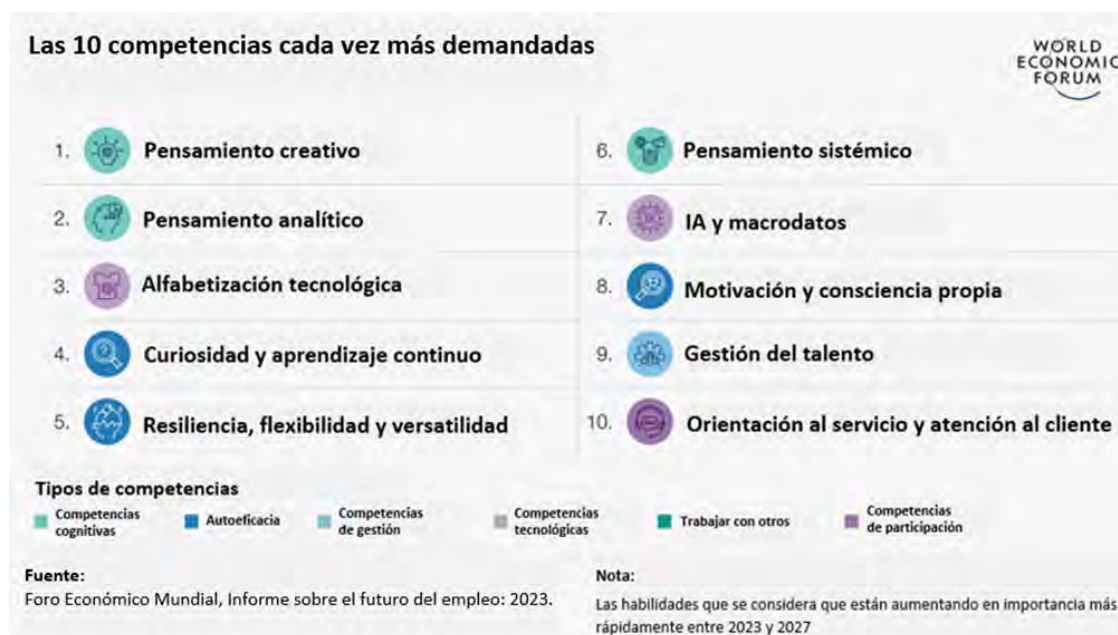 Las 10 competencias cada vez más demandadas
WORLD
ECONOMIC
FORUM
1. Pensamiento creativo
2. Pensamiento analítico
3. Alfabetización tecnológica
4. Curiosidad y aprendizaje continuo
5. Resiliencia, flexibilidad y versatilidad
6. Pensamiento sistémico
7. IA y macrodatos
8. Motivación y consciencia propia
9. Gestión del talento
10. Orientación al servicio y atención al cliente
Tipos de competencias
Competencias
cognitivas
Autoeficacia
Competencias
de gestión
Competencias
tecnológicas
Trabajar con otros
Competencias
de participación
Fuente:
Foro Económico Mundial, Informe sobre el futuro del empleo: 2023.
Nota:
Las habilidades que se considera que están aumentando en importancia más
rápidamente entre 2023 y 2027